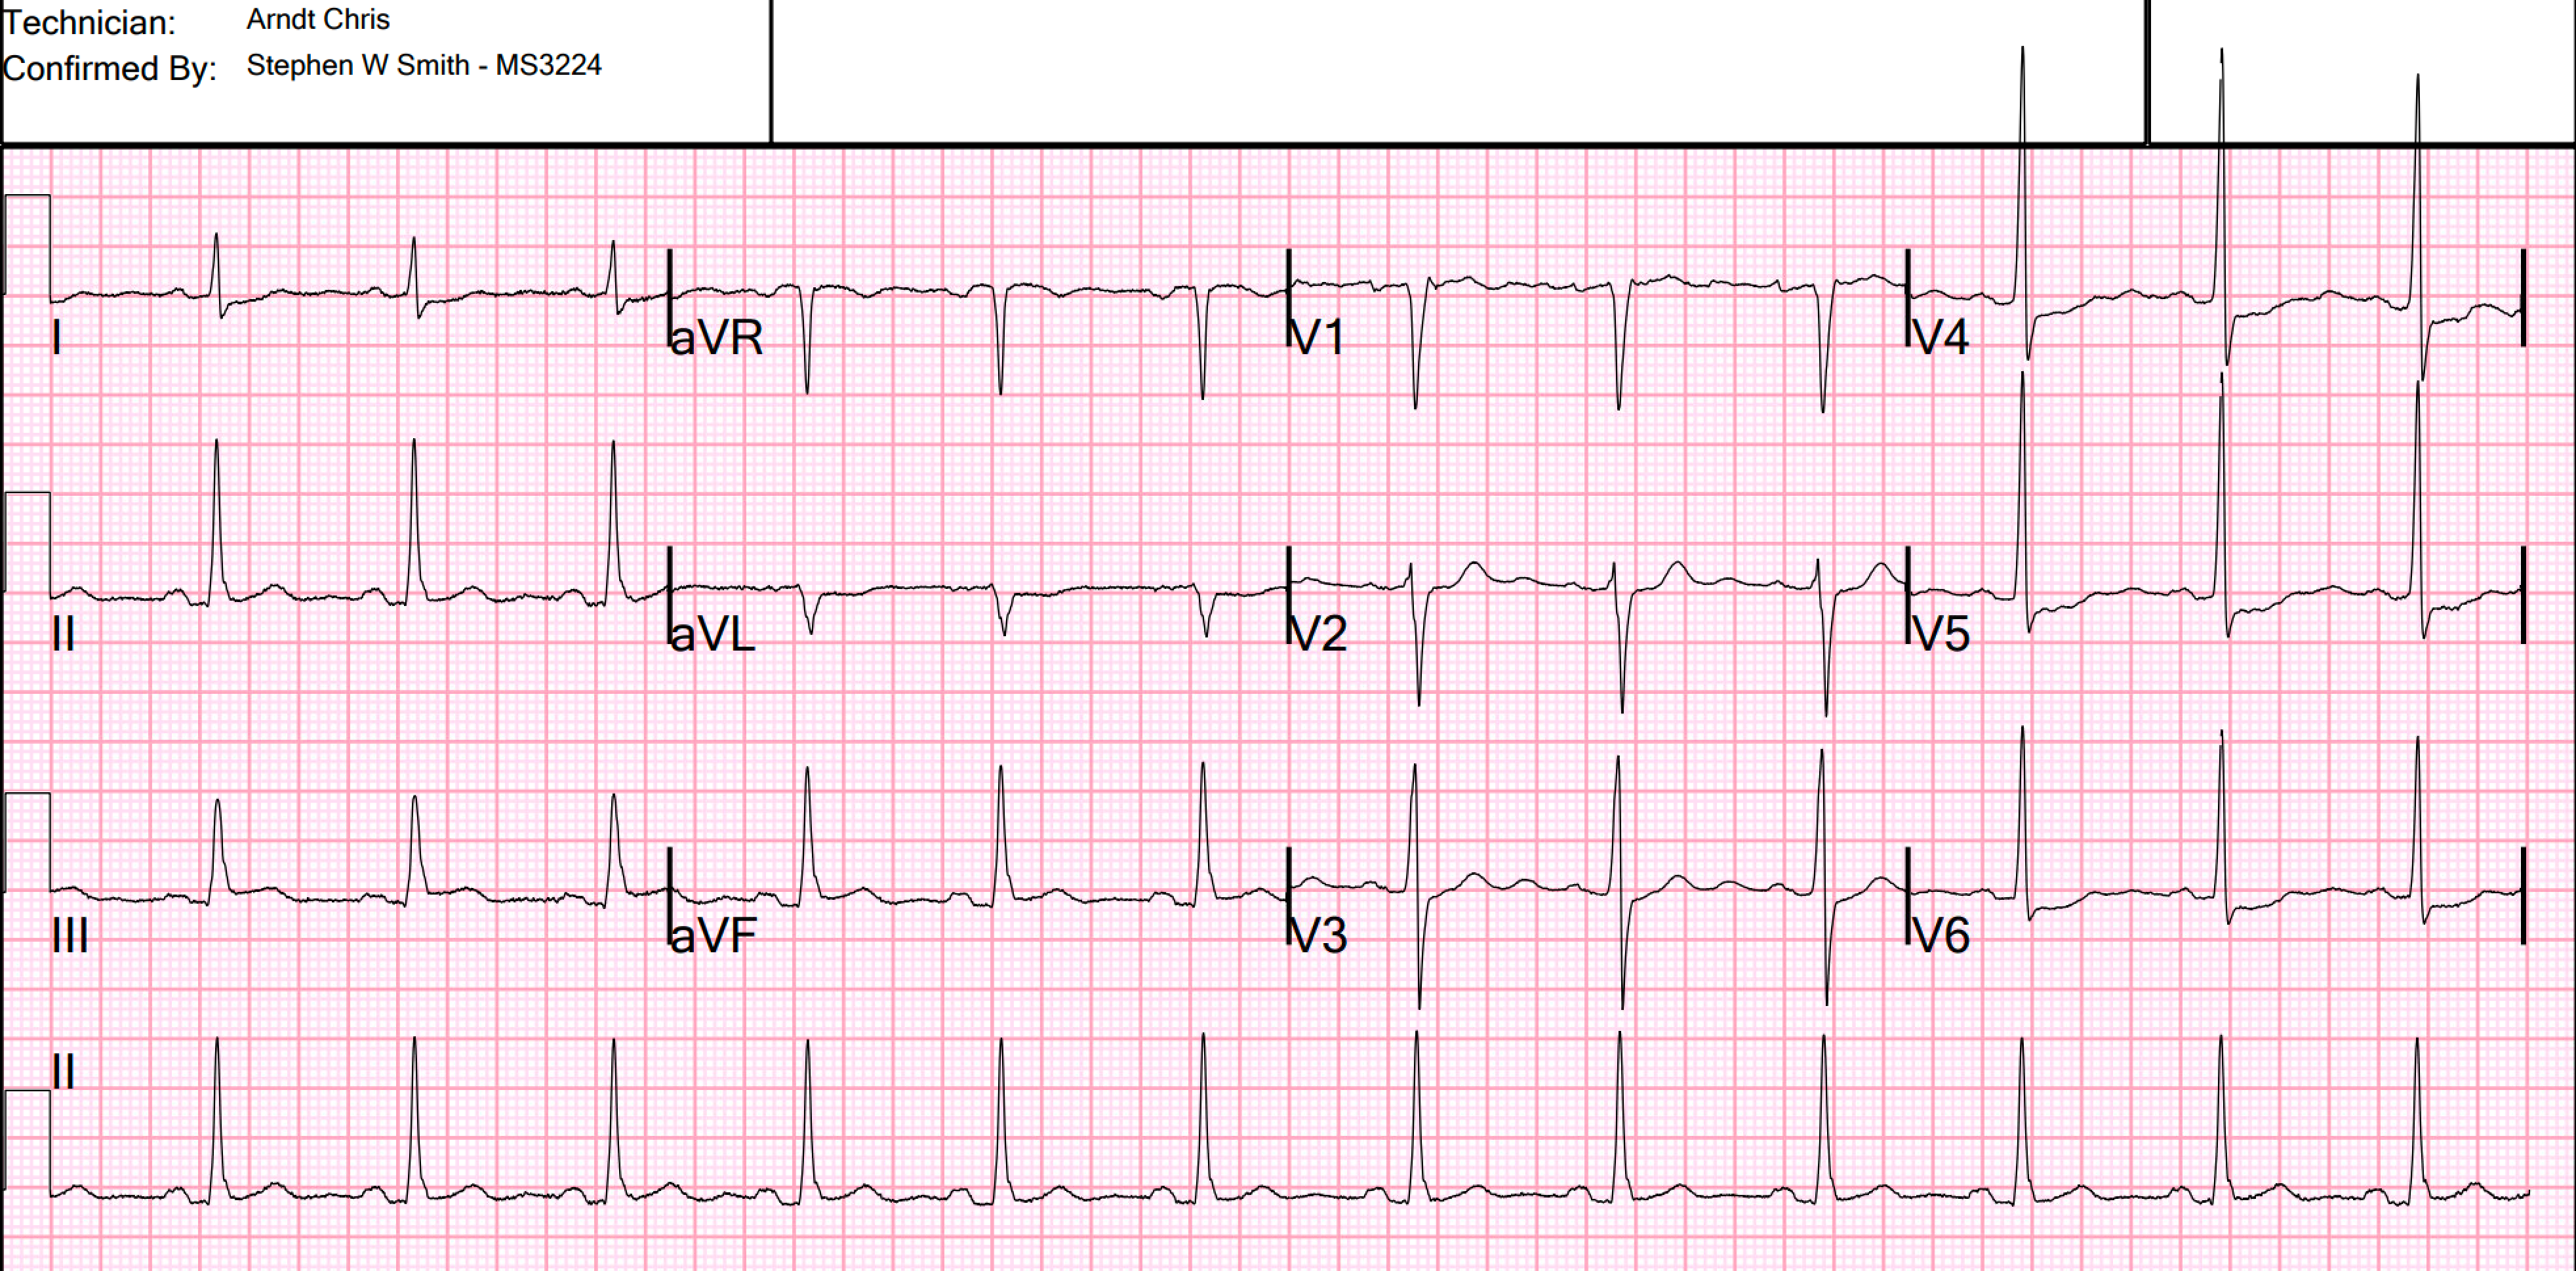 Technician: Arndt Chris
Confirmed By: Stephen W Smith - MS3224
I aVR V1 V4
II aVL V2 V5
III aVF V3 V6
II